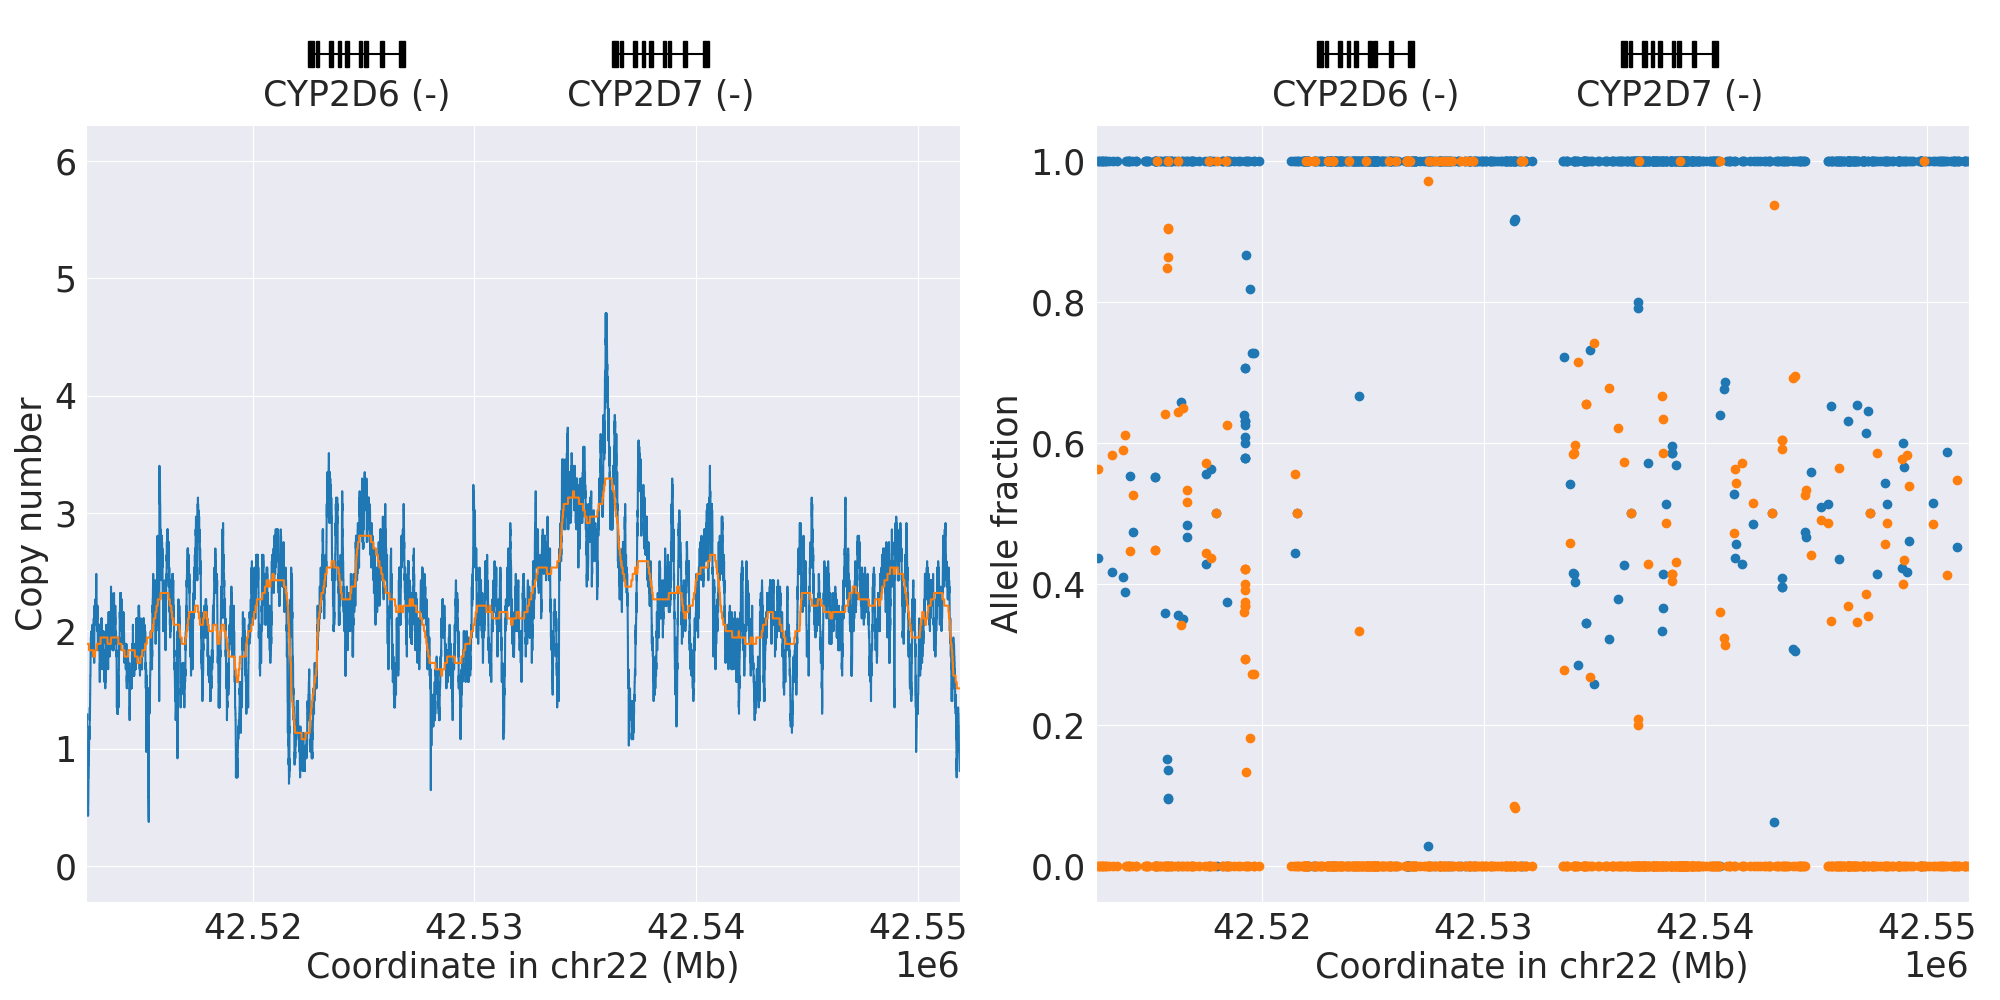 CYP2D6 (-)
CYP2D7 (-)
6
5
4
3
2
1
0
Copy number
42.52
42.53
42.54
42.55
Coordinate in chr22 (Mb)
1e6
CYP2D6 (-)
CYP2D7 (-)
1.0
0.8
0.6
0.4
0.2
0.0
Allele fraction
42.52
42.53
42.54
42.55
Coordinate in chr22 (Mb)
1e6